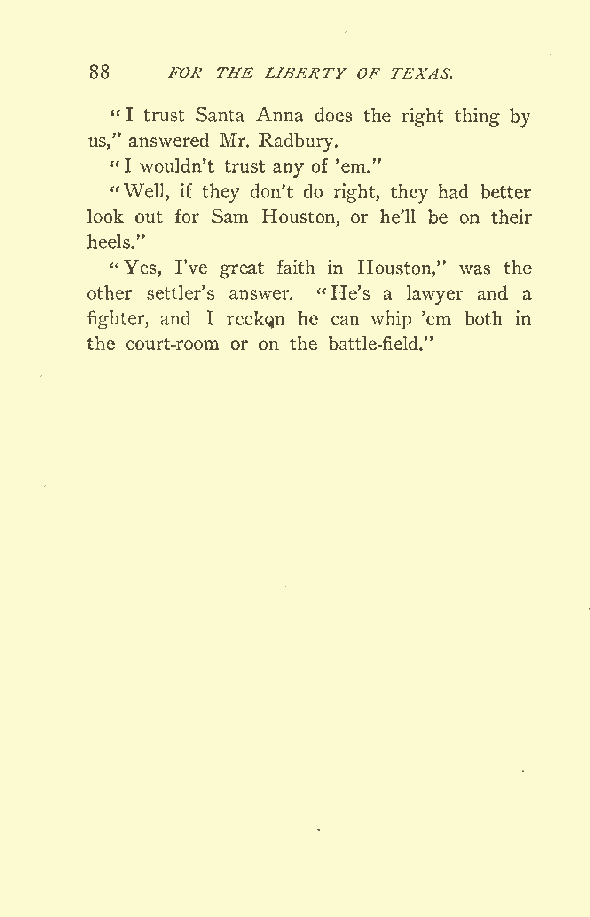 88 FOR THE LIBERTY OF TEXAS.
"I trust Santa Anna does the right thing by
us," answered Mr. Radbury.
"I wouldn't trust any of 'em."
"Well, if they don't do right, they had better
look out for Sam Houston, or he'll be on their
heels."
"Yes, I've great faith in Houston," was the
other settler's answer. "He's a lawyer and a
fighter, and I reckon he can whip 'em both in
the court-room or on the battle-field."